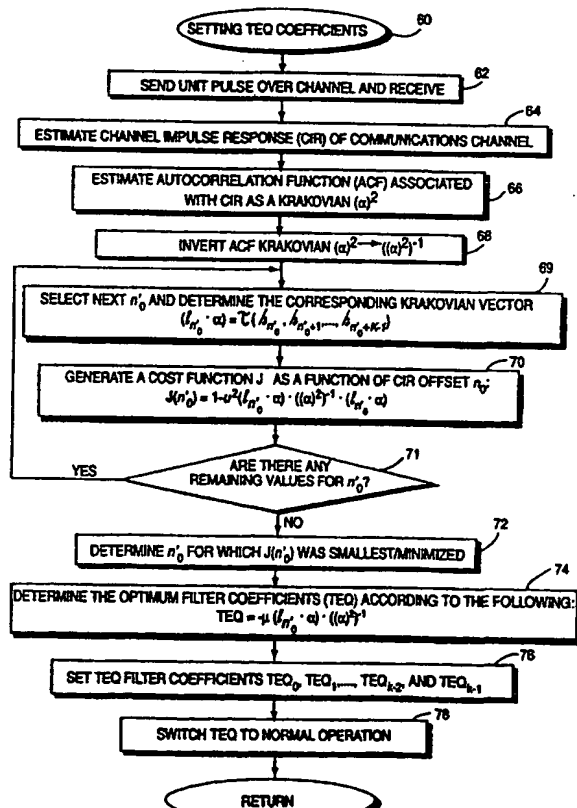 SETTING TEQ COEFFICIENTS
60
62
SEND UNIT PULSE OVER CHANNEL AND RECEIVE
64
ESTIMATE CHANNEL IMPULSE RESPONSE (CIR) OF COMMUNICATIONS CHANNEL
ESTIMATE AUTOCORRELATION FUNCTION (ACF) ASSOCIATED
WITH CIR AS A KRAKOVIAN (α)²
66
INVERT ACF KRAKOVIAN (α)² → ((α)²)⁻¹
68
69
SELECT NEXT n'₀ AND DETERMINE THE CORRESPONDING KRAKOVIAN VECTOR
70
GENERATE A COST FUNCTION J AS A FUNCTION OF CIR OFFSET n'₀:
71
YES
ARE THERE ANY
REMAINING VALUES FOR n'₀?
NO
72
DETERMINE n'₀ FOR WHICH J(n'₀) WAS SMALLEST/MINIMIZED
74
DETERMINE THE OPTIMUM FILTER COEFFICIENTS (TEQ) ACCORDING TO THE FOLLOWING:
TEQ = -μ (l_n'₀ · α) · ((α)²)⁻¹
76
SET TEQ FILTER COEFFICIENTS TEQ₀, TEQ₁,..., TEQₖ₋₂, AND TEQₖ₋₁
78
SWITCH TEQ TO NORMAL OPERATION
RETURN